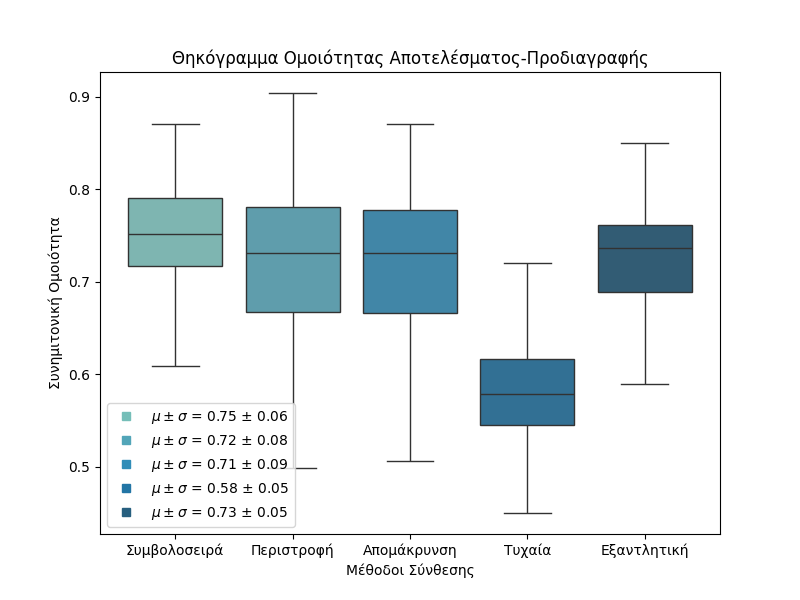 Θηκόγραμμα Ομοιότητας Αποτελέσματος-Προδιαγραφής
Συνημιτονική Ομοιότητα
0.9
0.8
0.7
0.6
0.5
μ ± σ = 0.75 ± 0.06
μ ± σ = 0.72 ± 0.08
μ ± σ = 0.71 ± 0.09
μ ± σ = 0.58 ± 0.05
μ ± σ = 0.73 ± 0.05
Συμβολοσειρά Περιστροφή Απομάκρυνση Τυχαία Εξαντλητική
Μέθοδοι Σύνθεσης